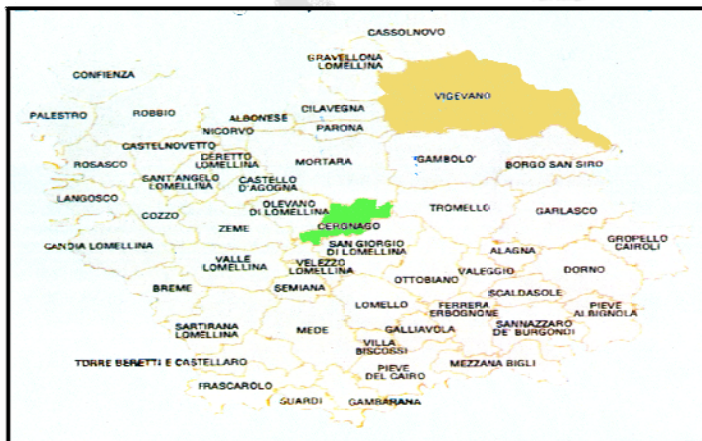 CASSOLNOVO
GRAVELLONA
LOMELLINA
CONFIENZA
VIGEVANO
PALESTRO
ROBBIO
ALBONESE
CILAVEGNA
NICORVO
PARONA
CASTELNOVETTO
ROSASCO
CERETTO
LOMELLINA
MORTARA
GAMBOLO'
BORGO SAN SIRO
SANT'ANGELO
LOMELLINA
CASTELLO
D'AGOGNA
LANGOSCO
COZZO
OLEVANO
DI LOMELLINA
TROMELLO
GARLASCO
ZEME
CERGNAGO
CANDIA LOMELLINA
SAN GIORGIO
DI LOMELLINA
ALAGNA
GROPELLO
CAIROLI
VALLE
LOMELLINA
VELEZZO
LOMELLINA
OTTOBIANO
VALEGGIO
DORNO
BREME
SEMIANA
SCALDASOLE
LOMELLO
FERRERA
ERBOGNONE
PIEVE
ALBIGNOLA
SARTIRANA
LOMELLINA
MEDE
GALLIAVOLA
SANNAZZARO
DE' BURGONDI
VILLA
BISCOSSI
TORRE BERETTI E CASTELLARO
PIEVE
DEL CAIRO
MEZZANA BIGLI
FRASCAROLO
SUARDI
GAMBARANA